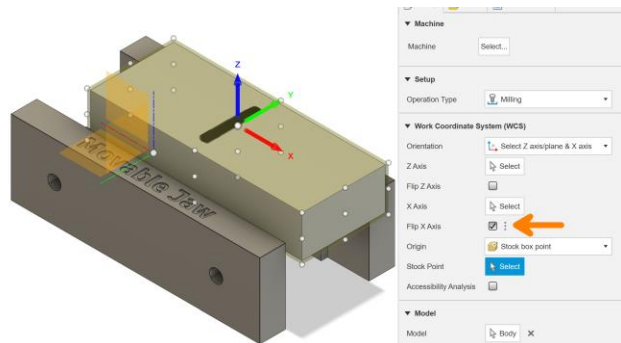 Z
Y
X
Movable Jaw
▼ Machine
Machine
Select...
▼ Setup
Operation Type
Milling
▼ Work Coordinate System (WCS)
Orientation
Select Z axis/plane & X axis
Z Axis
Select
Flip Z Axis
X Axis
Select
Flip X Axis
Origin
Stock box point
Stock Point
Select
Accessibility Analysis
▼ Model
Model
Body